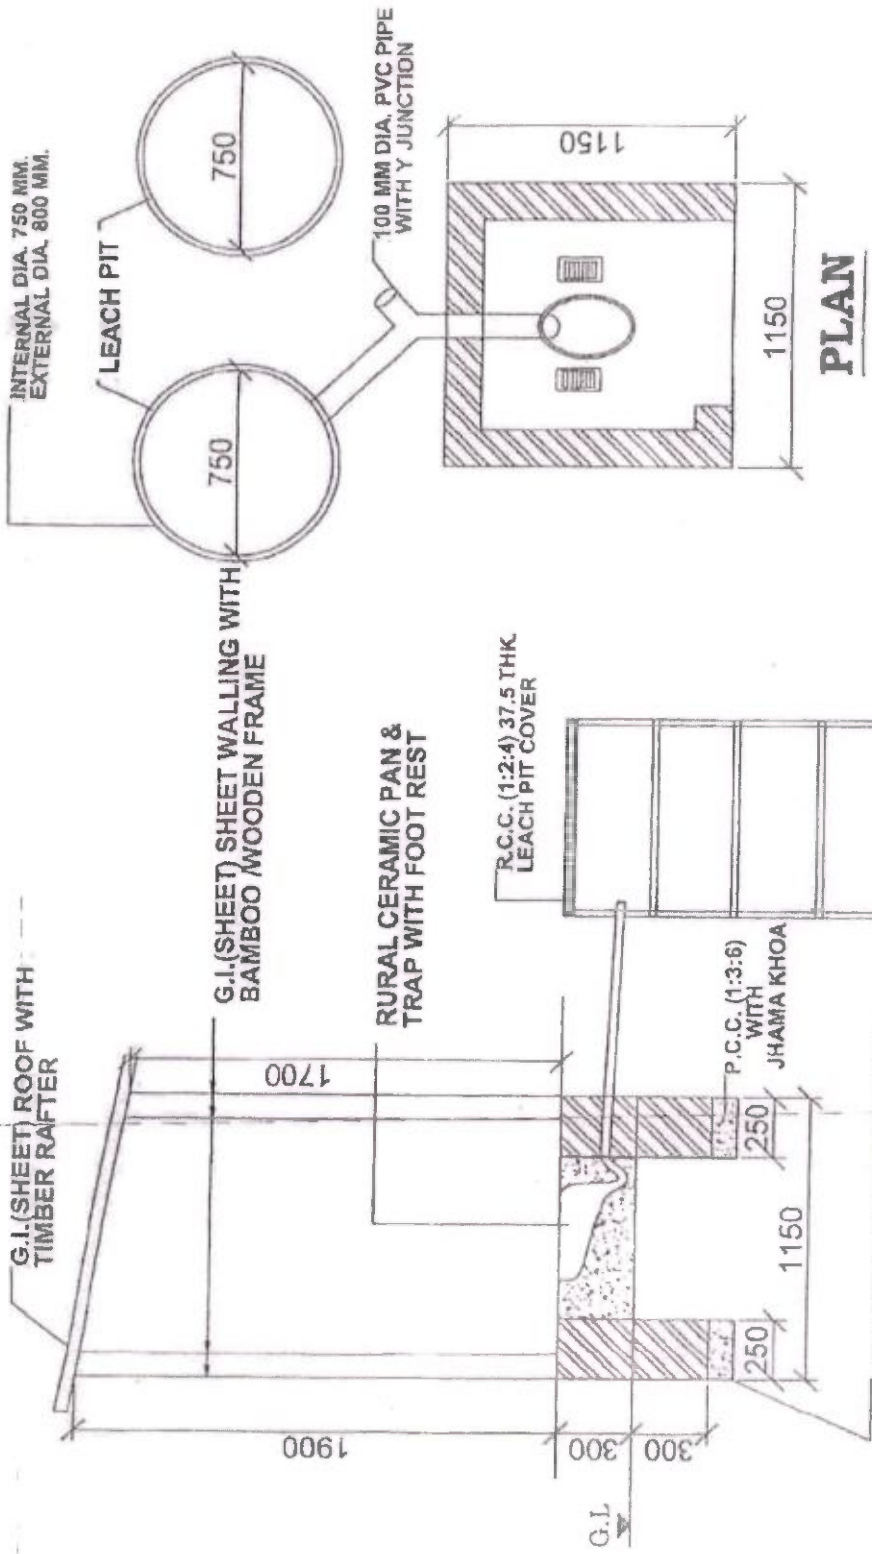 INTERNAL DIA. 750 MM.
EXTERNAL DIA. 800 MM.
LEACH PIT
750
750
100 MM DIA. PVC PIPE
WITH Y JUNCTION
1150
1150
PLAN
G.I.(SHEET) ROOF WITH
TIMBER RAFTER
G.I.(SHEET) SHEET WALLING WITH
BAMBOO /WOODEN FRAME
RURAL CERAMIC PAN &
TRAP WITH FOOT REST
R.C.C. (1:2:4) 37.5 THK.
LEACH PIT COVER
P.C.C. (1:3:6)
WITH
JHAMA KHOA
1700
1900
300
300
G.L
250
250
1150